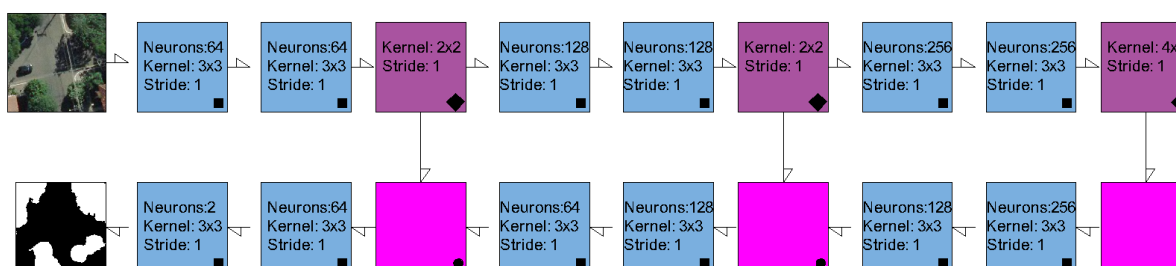 Neurons:64
Kernel: 3x3
Stride: 1
Neurons:64
Kernel: 3x3
Stride: 1
Kernel: 2x2
Stride: 1
Neurons:128
Kernel: 3x3
Stride: 1
Neurons:128
Kernel: 3x3
Stride: 1
Kernel: 2x2
Stride: 1
Neurons:256
Kernel: 3x3
Stride: 1
Neurons:256
Kernel: 3x3
Stride: 1
Kernel: 4x
Stride: 1
Neurons:2
Kernel: 3x3
Stride: 1
Neurons:64
Kernel: 3x3
Stride: 1
Neurons:64
Kernel: 3x3
Stride: 1
Neurons:128
Kernel: 3x3
Stride: 1
Neurons:128
Kernel: 3x3
Stride: 1
Neurons:256
Kernel: 3x3
Stride: 1